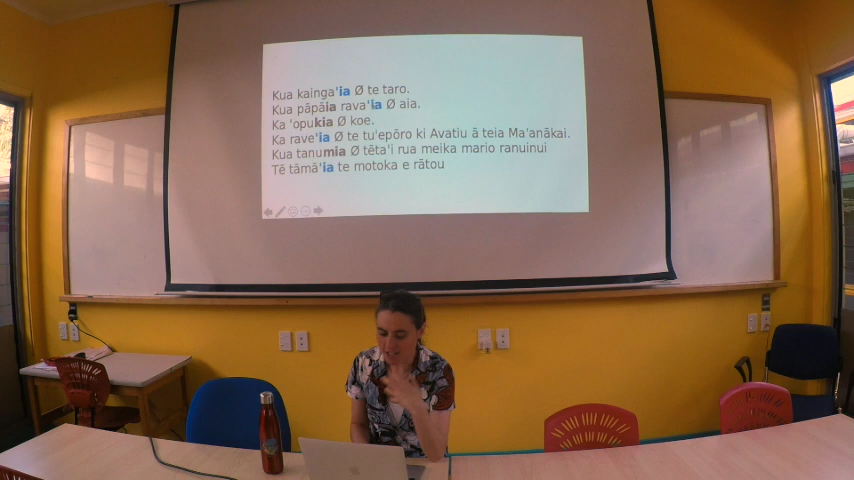 Kua kainga'ia Ø te taro.
Kua pāpāia rava'ia Ø aia.
Ka 'opukia Ø koe.
Ka rave'ia Ø te tu'epōro ki Avatiu ā teia Ma'anākai.
Kua tanumia Ø tēta'i rua meika mario ranuinui
Tē tāmā'ia te motoka e rātou